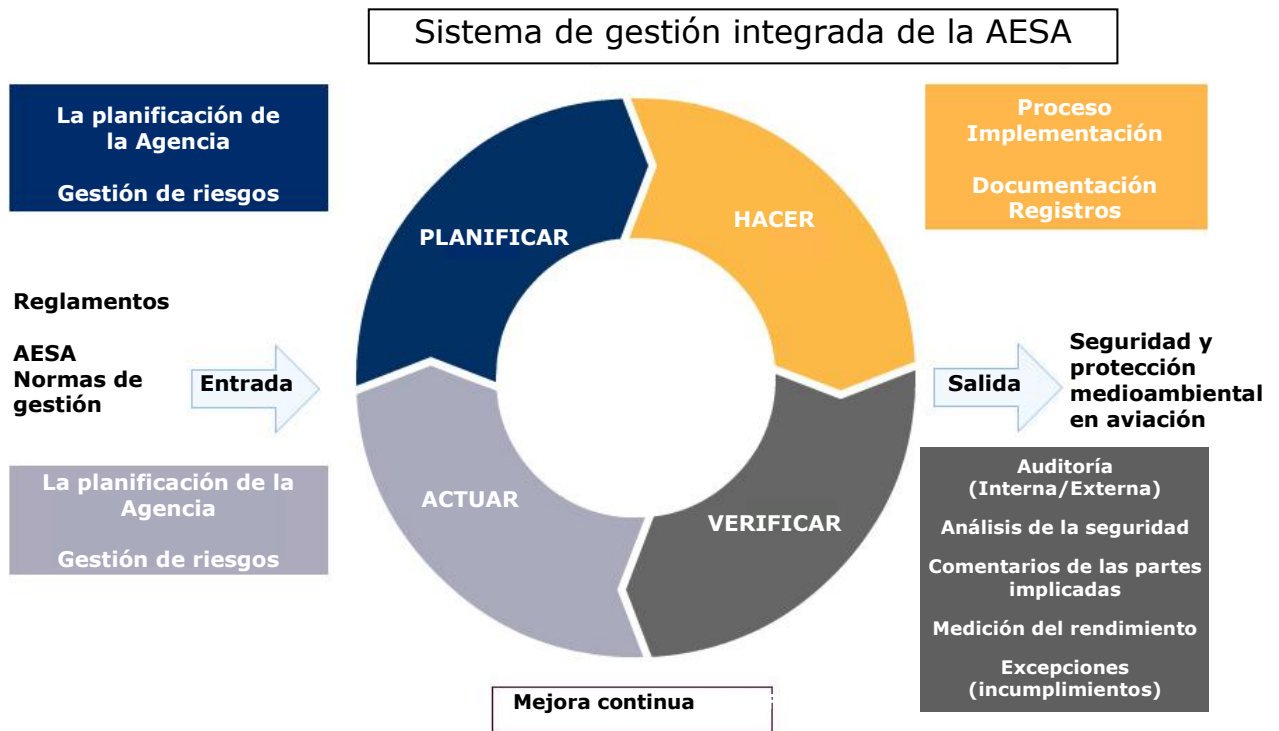 Sistema de gestión integrada de la AESA
La planificación de
la Agencia
Gestión de riesgos
Proceso
Implementación
Documentación
Registros
PLANIFICAR
HACER
Reglamentos
AESA
Normas de
gestión
Entrada
Salida
Seguridad y
protección
medioambiental
en aviación
La planificación de la
Agencia
Gestión de riesgos
ACTUAR
VERIFICAR
Auditoría
(Interna/Externa)
Análisis de la seguridad
Comentarios de las partes
implicadas
Medición del rendimiento
Excepciones
(incumplimientos)
Mejora continua